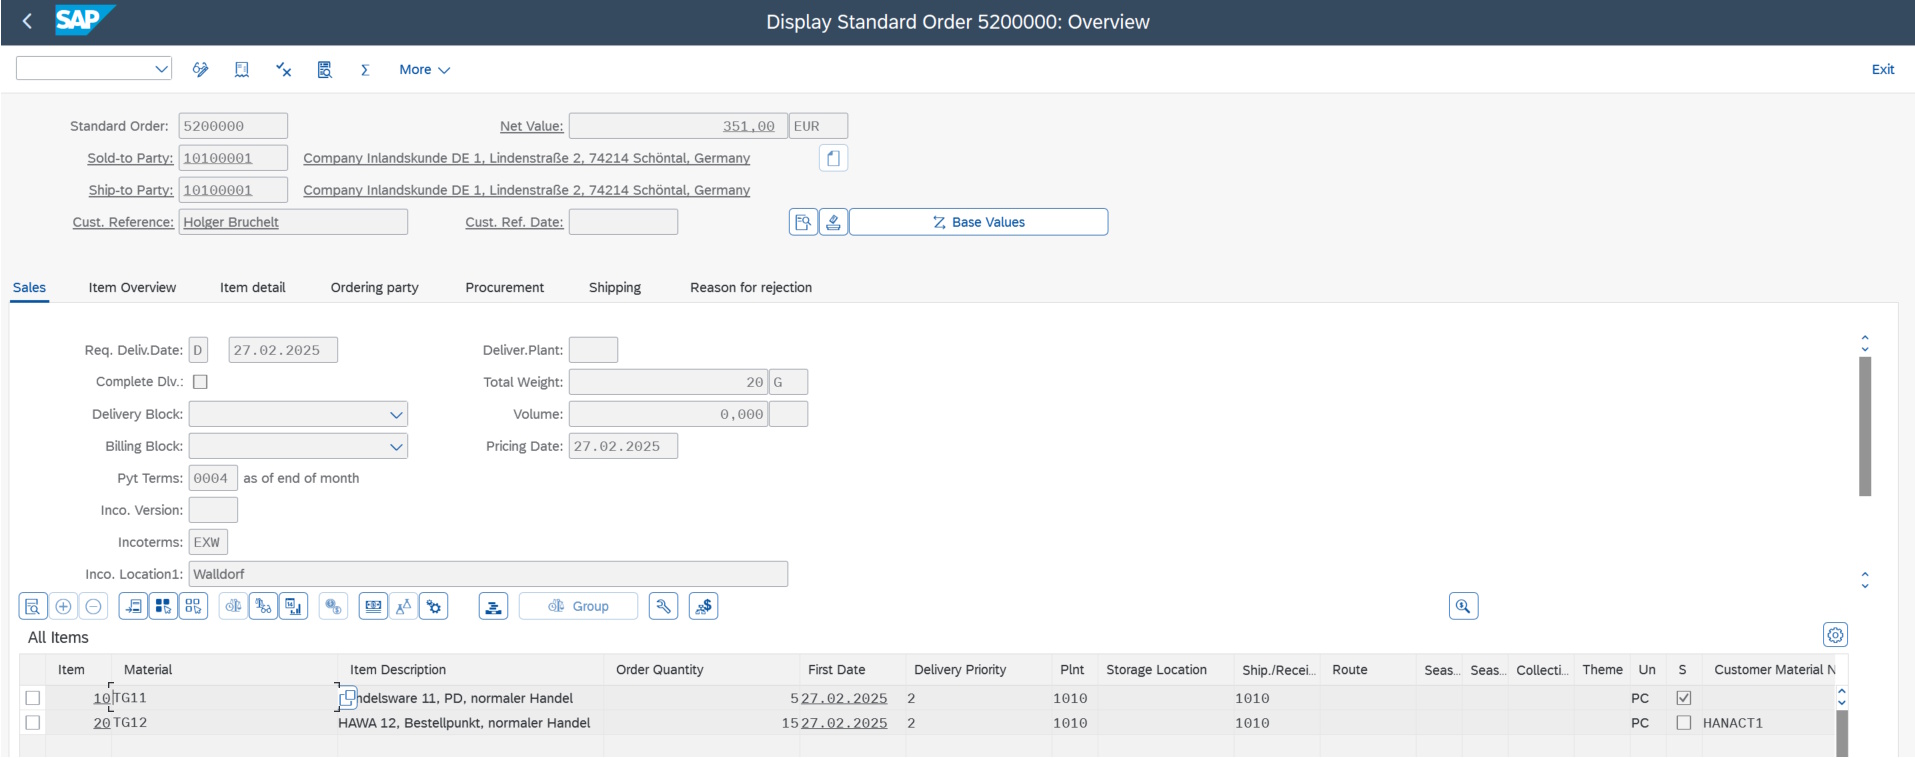 SAP Display Standard Order 5200000: Overview
More Exit
Standard Order: 5200000 Net Value: 351,00 EUR
Sold-to Party: 10100001 Company Inlandskunde DE 1, Lindenstraße 2, 74214 Schöntal, Germany
Ship-to Party: 10100001 Company Inlandskunde DE 1, Lindenstraße 2, 74214 Schöntal, Germany
Cust. Reference: Holger Bruchelt Cust. Ref. Date: Base Values
Sales Item Overview Item detail Ordering party Procurement Shipping Reason for rejection
Req. Deliv.Date: D 27.02.2025 Deliver.Plant:
Complete Dlv.: Total Weight: 20 G
Delivery Block: Volume: 0,000
Billing Block: Pricing Date: 27.02.2025
Pyt Terms: 0004 as of end of month
Inco. Version:
Incoterms: EXW
Inco. Location1: Walldorf
Group
All Items
Item Material Item Description Order Quantity First Date Delivery Priority Plnt Storage Location Ship./Recei... Route Seas... Seas... Collecti... Theme Un S Customer Material N
10 TG11 ndelsware 11, PD, normaler Handel 5 27.02.2025 2 1010 1010 PC
20 TG12 HAWA 12, Bestellpunkt, normaler Handel 15 27.02.2025 2 1010 1010 PC HANACT1